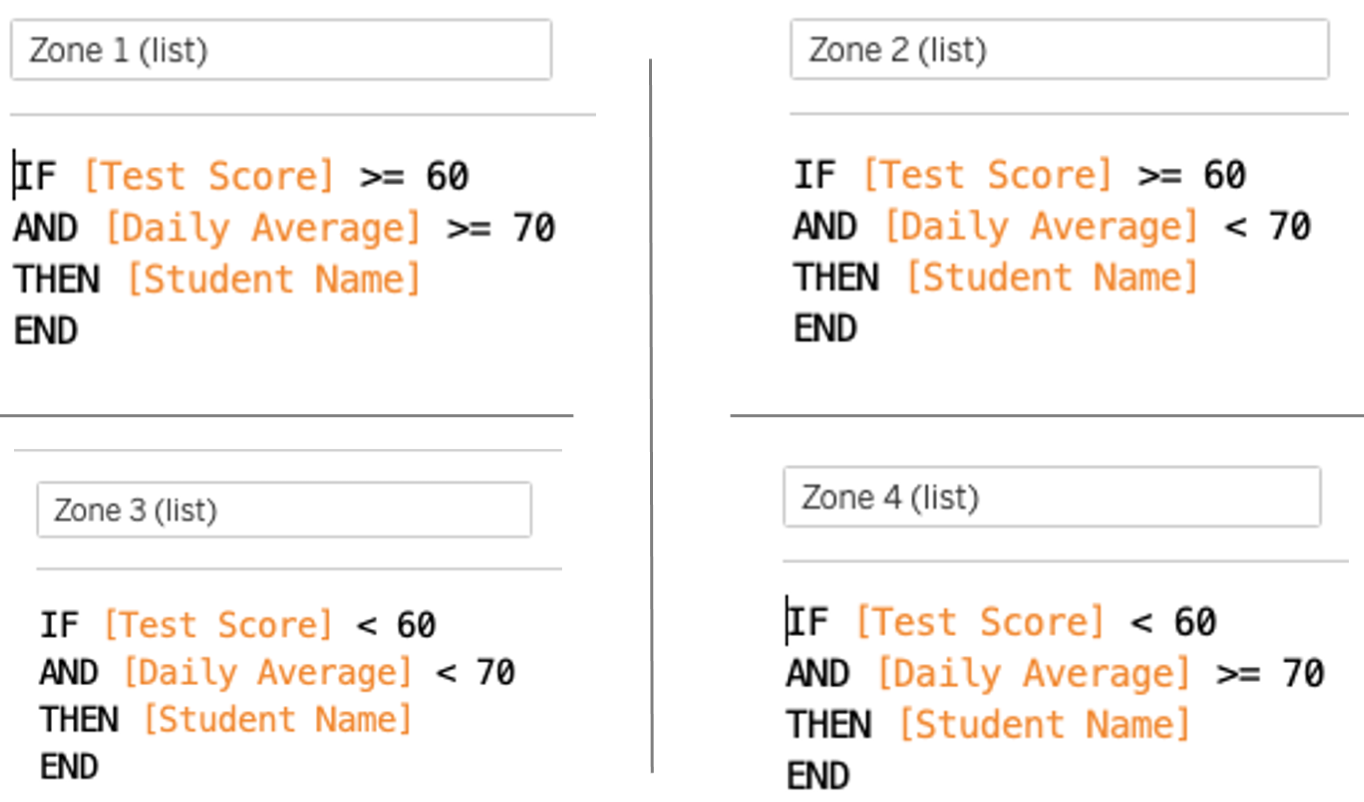 Zone 1 (list)
IF [Test Score] >= 60
AND [Daily Average] >= 70
THEN [Student Name]
END
Zone 2 (list)
IF [Test Score] >= 60
AND [Daily Average] < 70
THEN [Student Name]
END
Zone 3 (list)
IF [Test Score] < 60
AND [Daily Average] < 70
THEN [Student Name]
END
Zone 4 (list)
IF [Test Score] < 60
AND [Daily Average] >= 70
THEN [Student Name]
END